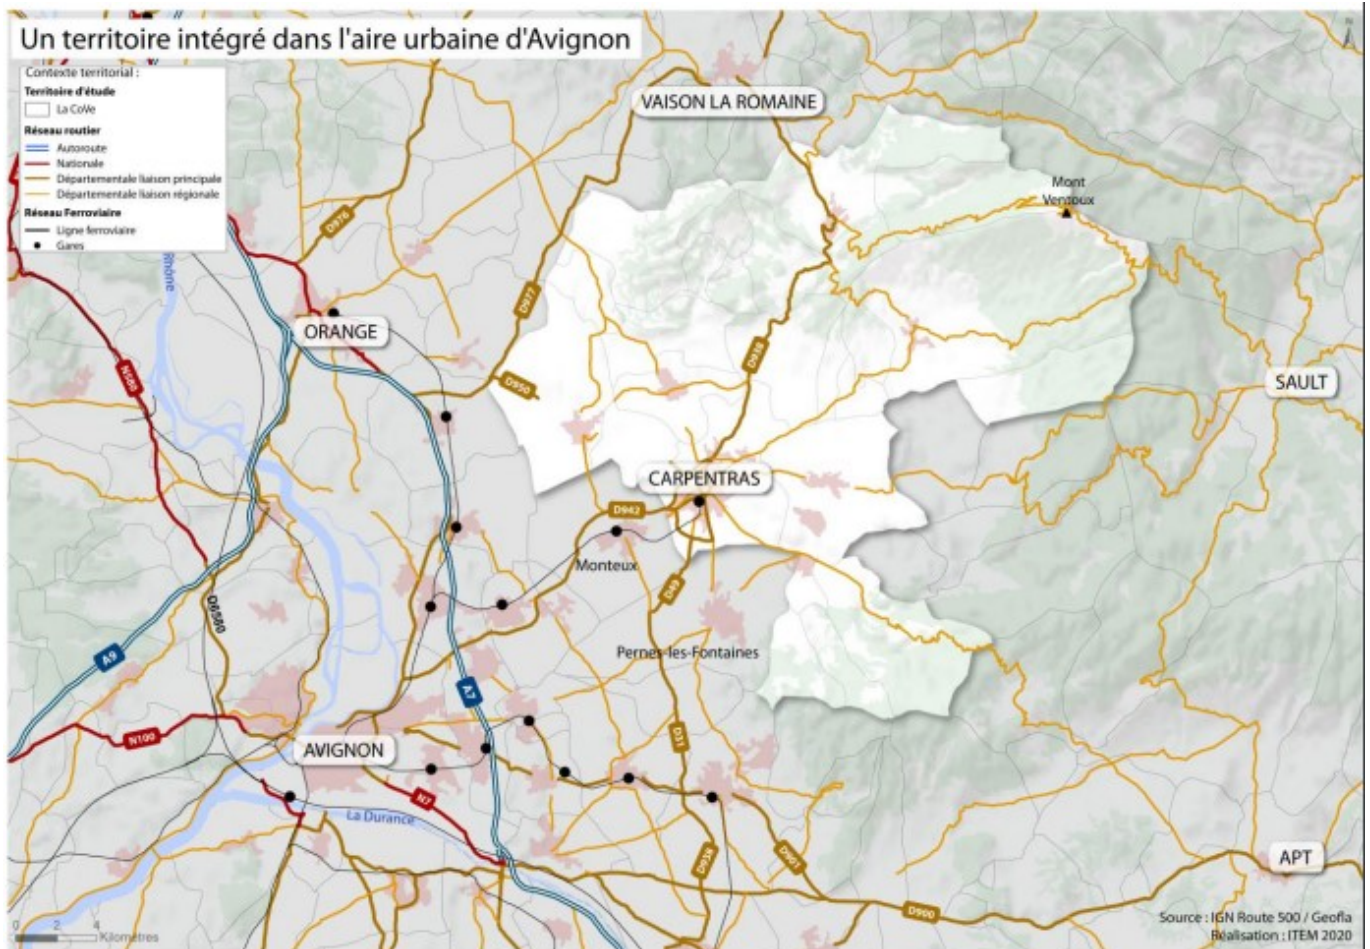 Un territoire intégré dans l'aire urbaine d'Avignon
Contexte territorial :
Territoire d'étude
La CoVe
Réseau routier
Autoroute
Nationale
Départementale liaison principale
Départementale liaison régionale
Réseau Ferroviaire
Ligne ferroviaire
Gares
N
VAISON LA ROMAINE
Mont
Ventoux
D976
Rhône
D977
ORANGE
D938
N580
D950
SAULT
CARPENTRAS
D942
Monteux
D49
D6580
Pernes-les-Fontaines
A9
A7
N100
AVIGNON
D31
N7
La Durance
D938
D901
APT
D900
0 2 4
Kilomètres
Source : IGN Route 500 / Geofla
Réalisation : ITEM 2020